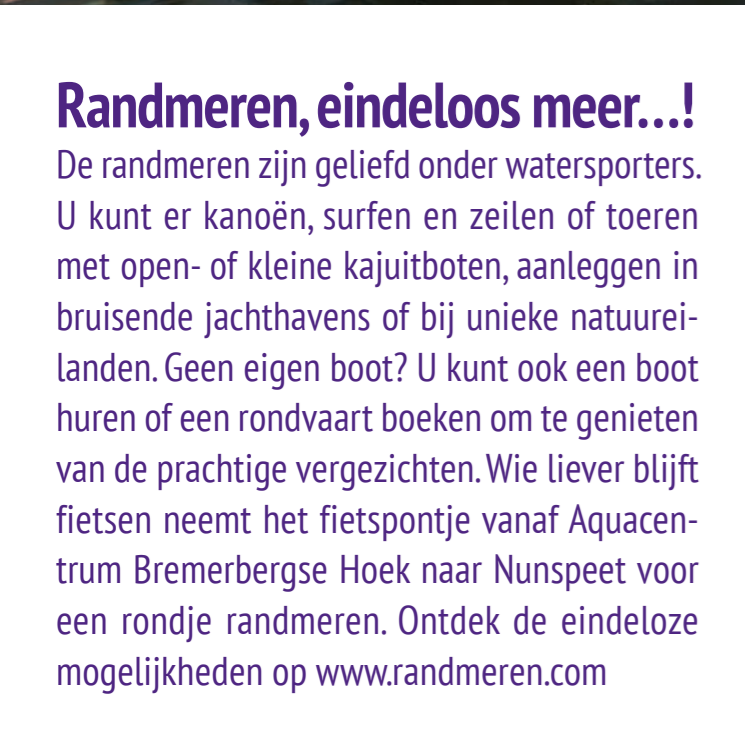 Randmeren, eindeloos meer...!
De randmeren zijn geliefd onder watersporters.
U kunt er kanoën, surfen en zeilen of toeren
met open- of kleine kajuitboten, aanleggen in
bruisende jachthavens of bij unieke natuurei-
landen. Geen eigen boot? U kunt ook een boot
huren of een rondvaart boeken om te genieten
van de prachtige vergezichten. Wie liever blijft
fietsen neemt het fietspontje vanaf Aquacen-
trum Bremerbergse Hoek naar Nunspeet voor
een rondje randmeren. Ontdek de eindeloze
mogelijkheden op www.randmeren.com